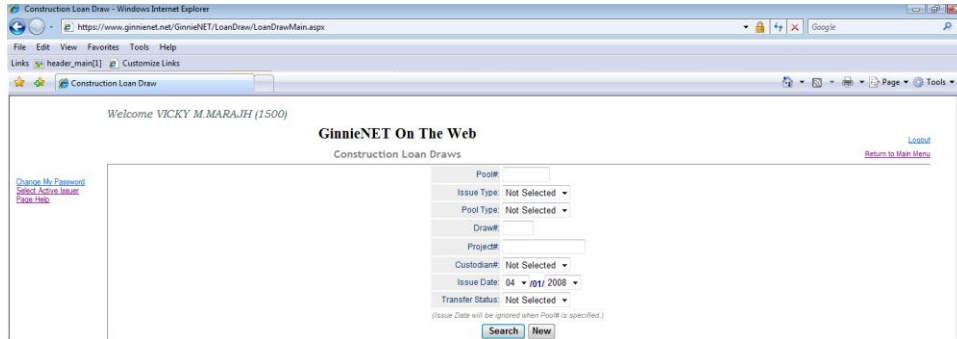 Construction Loan Draw - Windows Internet Explorer
https://www.ginnienet.net/GinnieNET/LoanDraw/LoanDrawMain.aspx
Google
File Edit View Favorites Tools Help
Links header_main[1] Customize Links
Construction Loan Draw
Page Tools
Welcome VICKY M.MARAJH (1500)
GinnieNET On The Web
Logout
Construction Loan Draws
Return to Main Menu
Change My Password
Select Active Issuer
Page Help
Pool#:
Issue Type: Not Selected
Pool Type: Not Selected
Draw#:
Project#:
Custodian#: Not Selected
Issue Date: 04 /01/ 2008
Transfer Status: Not Selected
(Issue Date will be ignored when Pool# is specified.)
Search New